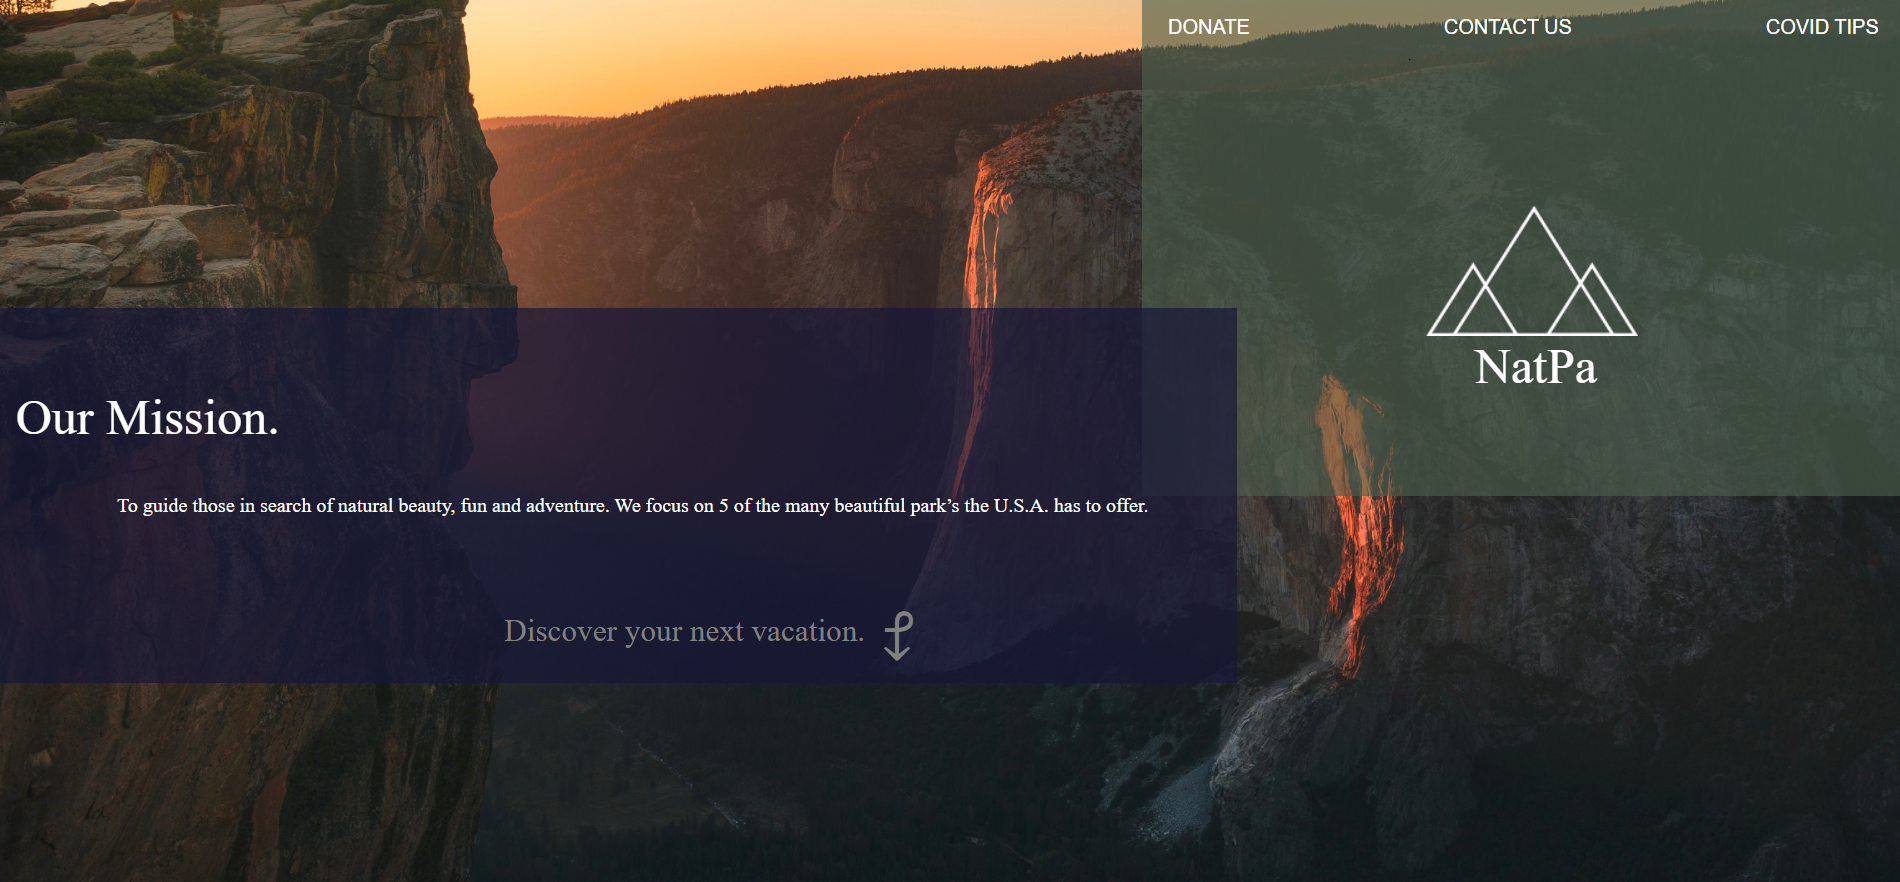 DONATE CONTACT US COVID TIPS
NatPa
Our Mission.
To guide those in search of natural beauty, fun and adventure. We focus on 5 of the many beautiful park’s the U.S.A. has to offer.
Discover your next vacation.